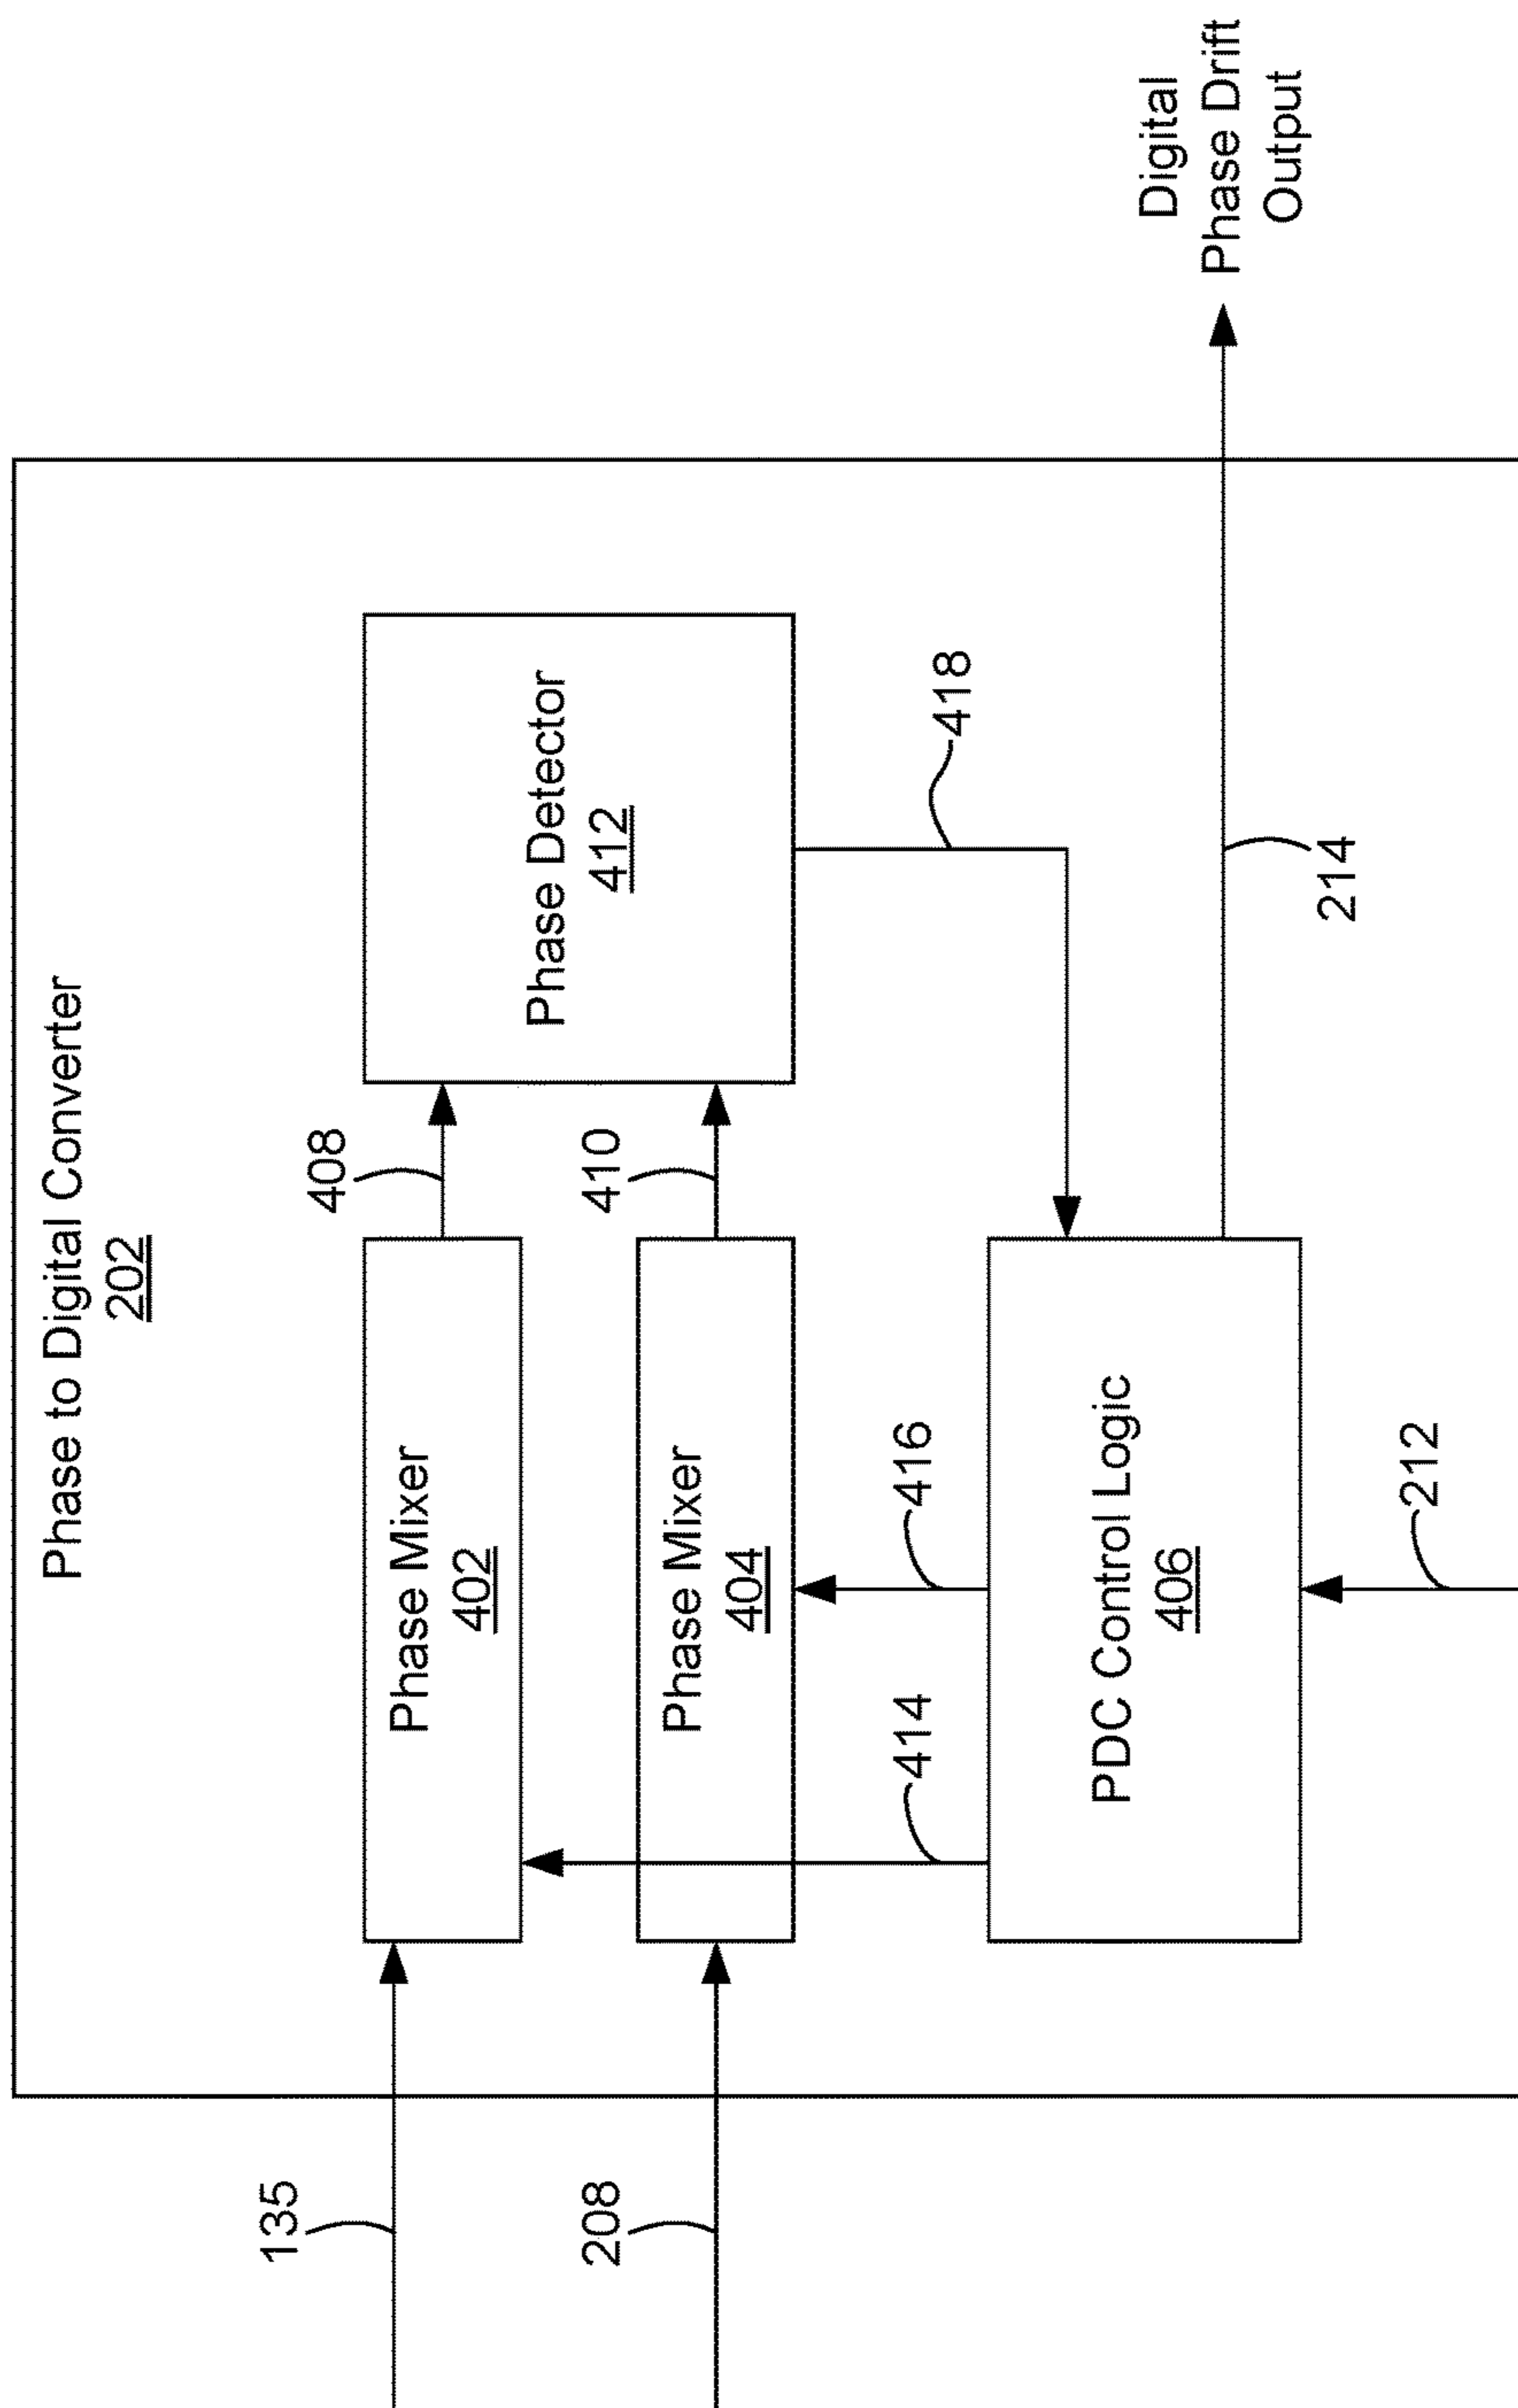 Phase to Digital Converter
202
135
208
Phase Mixer
402
408
Phase Mixer
404
410
Phase Detector
412
414
416
418
PDC Control Logic
406
212
214
Digital
Phase Drift
Output